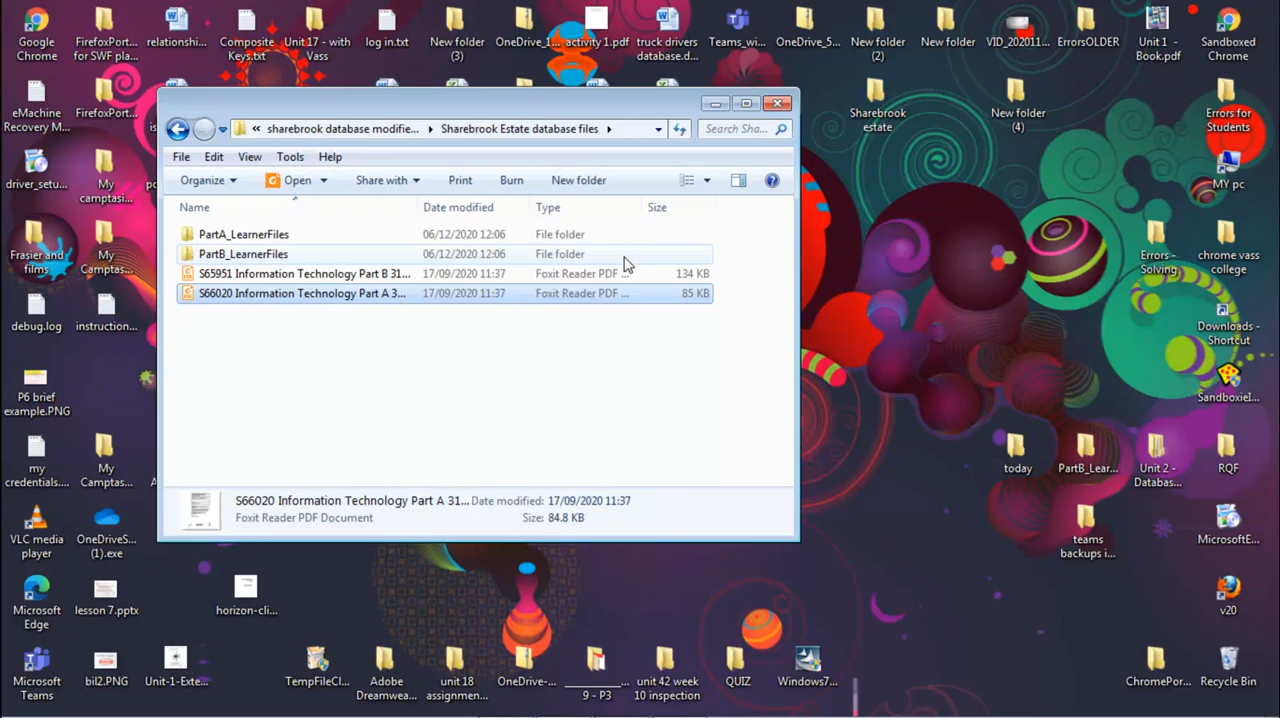 Google
Chrome
FirefoxPort...
for SWF pla...
relationshi...
Composite
Keys.txt
Unit 17 - with
Vass
log in.txt
New folder
(3)
OneDrive_1...
activity 1.pdf
truck drivers
database.d...
Teams_wi...
OneDrive_5...
New folder
(2)
New folder
VID_202011...
ErrorsOLDER
Unit 1 -
Book.pdf
Sandboxed
Chrome
eMachine
Recovery M...
FirefoxPort...
Sharebrook
estate
New folder
(4)
Errors for
Students
sharebrook database modifie...
Sharebrook Estate database files
Search Sha...
File
Edit
View
Tools
Help
Organize
Open
Share with
Print
Burn
New folder
Name
Date modified
Type
Size
PartA_LearnerFiles 06/12/2020 12:06 File folder
PartB_LearnerFiles 06/12/2020 12:06 File folder
S65951 Information Technology Part B 31... 17/09/2020 11:37 Foxit Reader PDF ... 134 KB
S66020 Information Technology Part A 3... 17/09/2020 11:37 Foxit Reader PDF ... 85 KB
S66020 Information Technology Part A 31... Date modified: 17/09/2020 11:37
Foxit Reader PDF Document Size: 84.8 KB
driver_setu...
My
camptasi...
MY pc
Frasier and
films
My
Camptas...
Errors -
Solving
chrome vass
college
debug.log
instruction...
Downloads -
Shortcut
P6 brief
example.PNG
SandboxieI...
my
credentials....
My
Camptas...
today
PartB_Lear...
Unit 2 -
Databas...
RQF
VLC media
player
OneDriveS...
(1).exe
teams
backups i...
MicrosoftE...
Microsoft
Edge
lesson 7.pptx
horizon-cli...
v20
Microsoft
Teams
bil2.PNG
Unit-1-Exte...
TempFileCl...
Adobe
Dreamwea...
unit 18
assignmen...
OneDrive-...
9 - P3
unit 42 week
10 inspection
QUIZ
Windows7...
ChromePor...
Recycle Bin